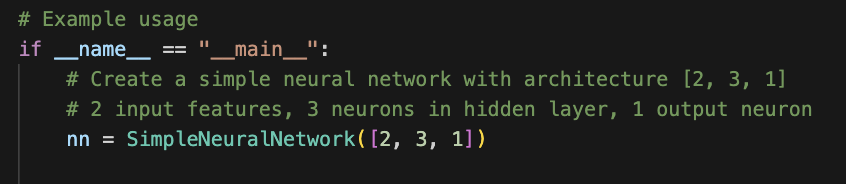 # Example usage
if __name__ == "__main__":
    # Create a simple neural network with architecture [2, 3, 1]
    # 2 input features, 3 neurons in hidden layer, 1 output neuron
    nn = SimpleNeuralNetwork([2, 3, 1])